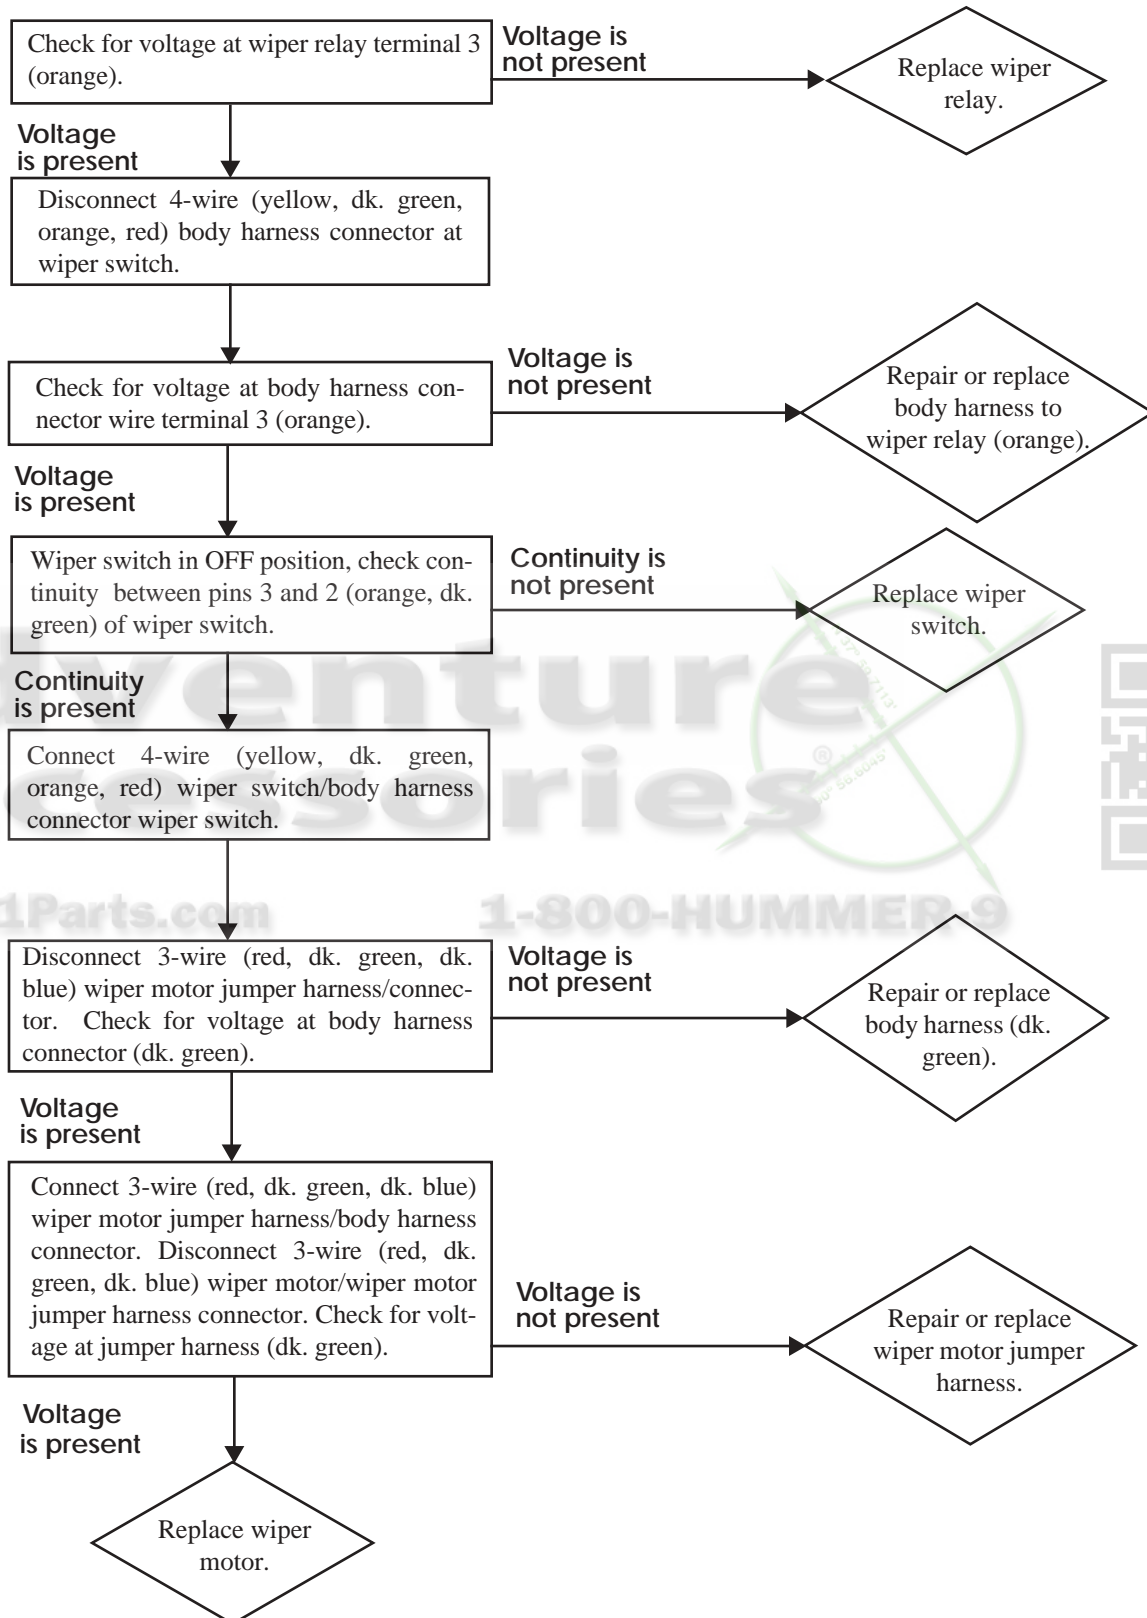 Check for voltage at wiper relay terminal 3
(orange).
Voltage is
not present
Replace wiper
relay.
Voltage
is present
Disconnect 4-wire (yellow, dk. green,
orange, red) body harness connector at
wiper switch.
Check for voltage at body harness con-
nector wire terminal 3 (orange).
Voltage is
not present
Repair or replace
body harness to
wiper relay (orange).
Voltage
is present
Wiper switch in OFF position, check con-
tinuity between pins 3 and 2 (orange, dk.
green) of wiper switch.
Continuity is
not present
Replace wiper
switch.
Continuity
is present
Connect 4-wire (yellow, dk. green,
orange, red) wiper switch/body harness
connector wiper switch.
dventure
cessories
®
1Parts.com
1-800-HUMMER-9
Disconnect 3-wire (red, dk. green, dk.
blue) wiper motor jumper harness/connec-
tor. Check for voltage at body harness
connector (dk. green).
Voltage is
not present
Repair or replace
body harness (dk.
green).
Voltage
is present
Connect 3-wire (red, dk. green, dk. blue)
wiper motor jumper harness/body harness
connector. Disconnect 3-wire (red, dk.
green, dk. blue) wiper motor/wiper motor
jumper harness connector. Check for volt-
age at jumper harness (dk. green).
Voltage is
not present
Repair or replace
wiper motor jumper
harness.
Voltage
is present
Replace wiper
motor.